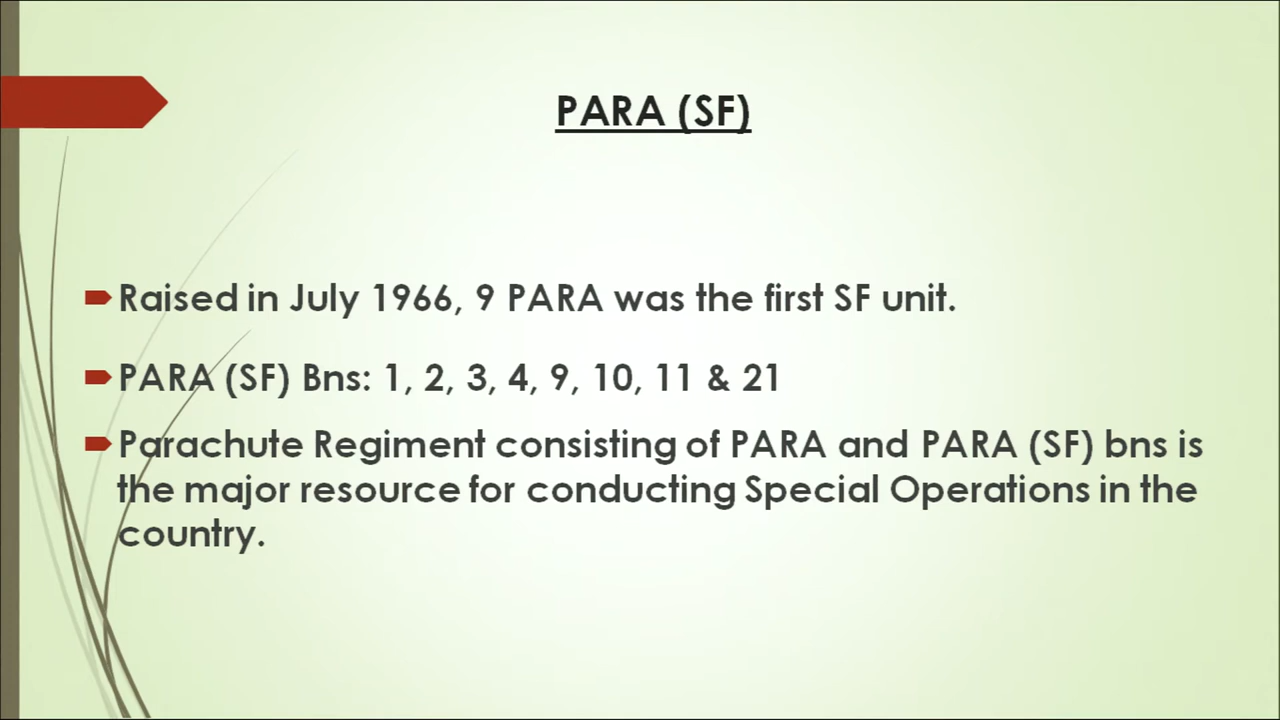 PARA (SF)
Raised in July 1966, 9 PARA was the first SF unit.
PARA (SF) Bns: 1, 2, 3, 4, 9, 10, 11 & 21
Parachute Regiment consisting of PARA and PARA (SF) bns is
the major resource for conducting Special Operations in the
country.